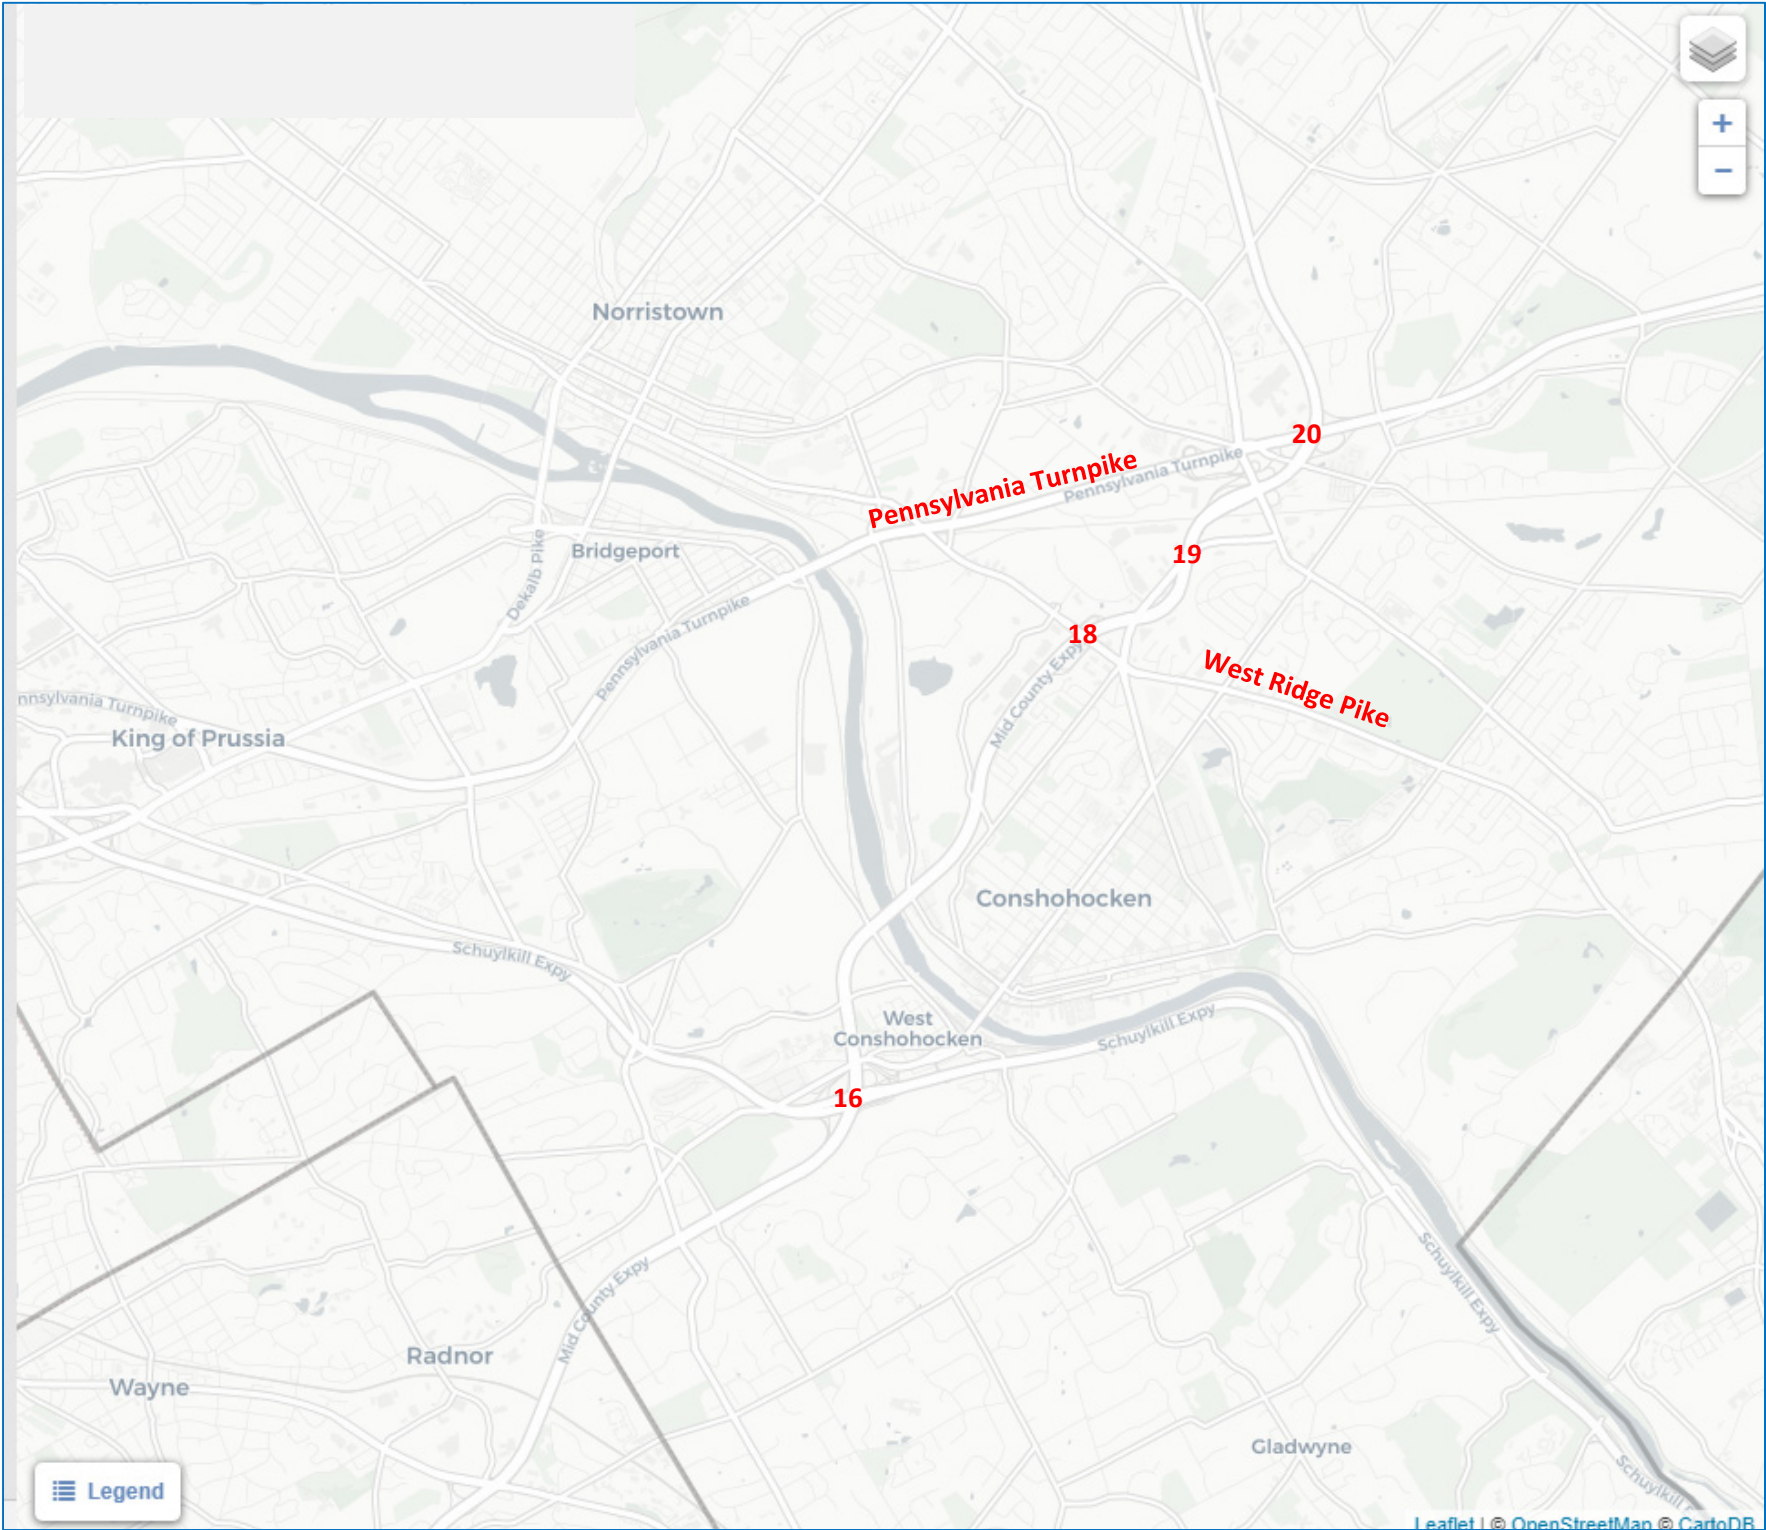 +
−
Norristown
20
Pennsylvania Turnpike
Pennsylvania Turnpike
Bridgeport
Dekalb Pike
19
Pennsylvania Turnpike
18
Mid County Expy
West Ridge Pike
nnsylvania Turnpike
King of Prussia
Conshohocken
Schuylkill Expy
West
Conshohocken
Schuylkill Expy
16
Mid County Expy
Schuylkill Expy
Radnor
Wayne
Gladwyne
Schuylkill E
Legend
Leaflet | © OpenStreetMap © CartoDB